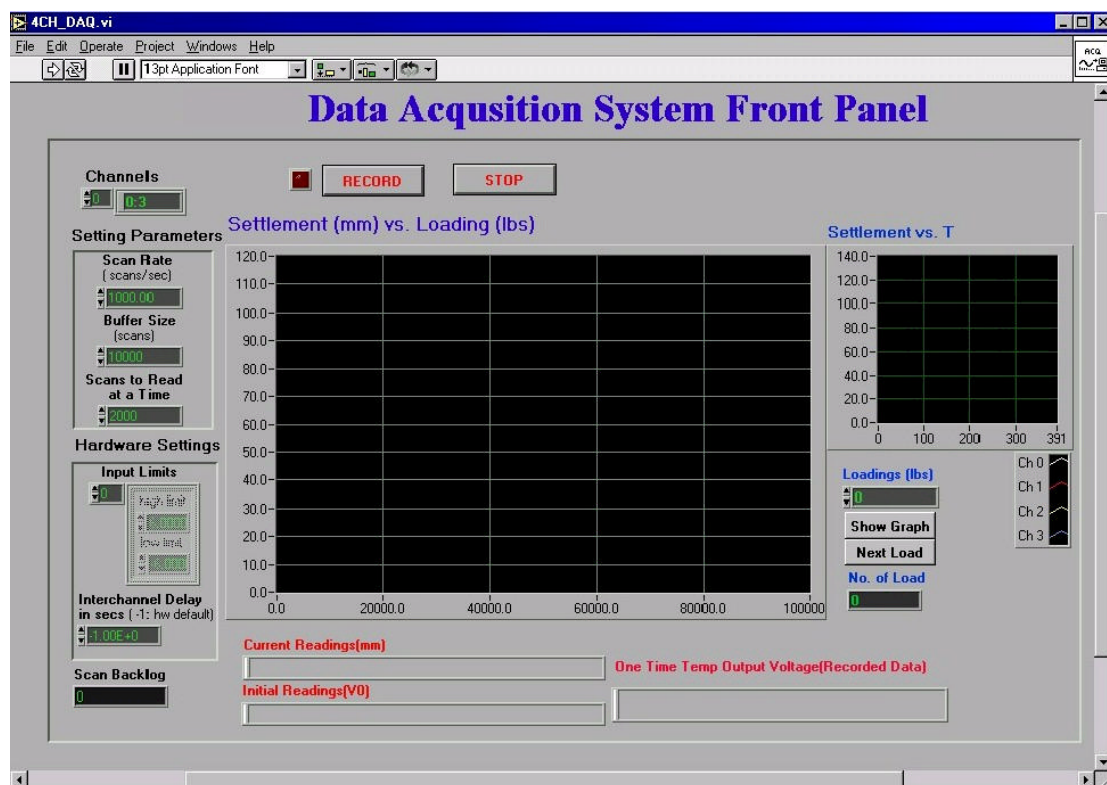 4CH_DAQ.vi
File Edit Operate Project Windows Help
13pt Application Font
ACQ
Data Acqusition System Front Panel
Channels
0
0:3
RECORD
STOP
Setting Parameters
Scan Rate
(scans/sec)
1000.00
Buffer Size
(scans)
10000
Scans to Read
at a Time
2000
Hardware Settings
Input Limits
0
high limit
low limit
Interchannel Delay
in secs ( -1: hw default)
-1.00E+0
Scan Backlog
0
Settlement (mm) vs. Loading (lbs)
120.0
110.0
100.0
90.0
80.0
70.0
60.0
50.0
40.0
30.0
20.0
10.0
0.0
0.0 20000.0 40000.0 60000.0 80000.0 100000
Settlement vs. T
140.0
120.0
100.0
80.0
60.0
40.0
20.0
0.0
0 100 200 300 391
Loadings (lbs)
0
Show Graph
Next Load
No. of Load
0
Ch 0
Ch 1
Ch 2
Ch 3
Current Readings(mm)
Initial Readings(V0)
One Time Temp Output Voltage(Recorded Data)